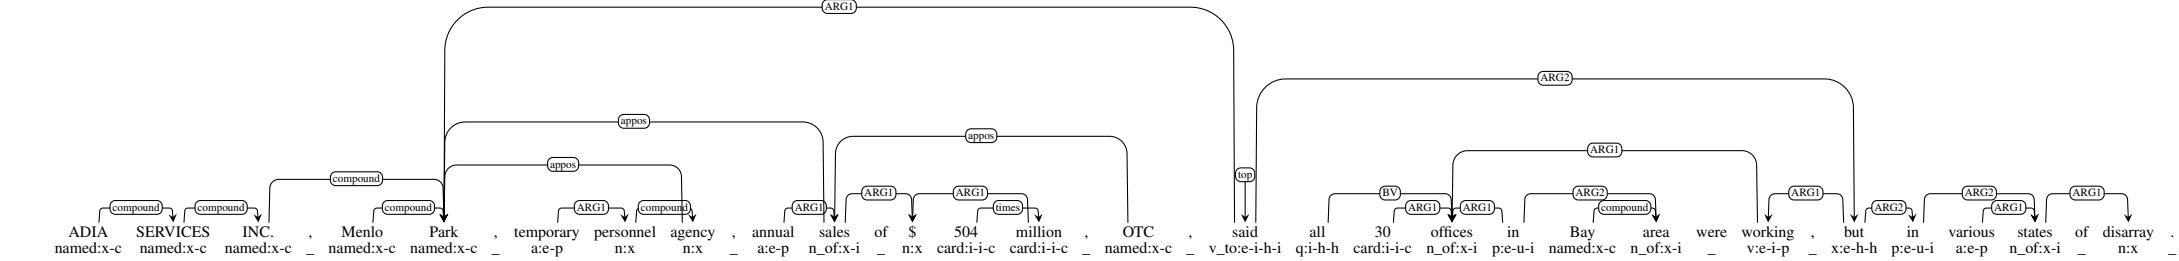 ARG1
ARG2
appos
appos
appos
ARG1
compound
top
compound compound compound ARG1 compound ARG1 ARG1 ARG1 times BV ARG1 ARG1 ARG2 compound ARG1 ARG2 ARG2 ARG1 ARG1
ADIA SERVICES INC. , Menlo Park , temporary personnel agency , annual sales of $ 504 million , OTC , said all 30 offices in Bay area were working , but in various states of disarray .
named:x-c named:x-c named:x-c _ named:x-c named:x-c _ a:e-p n:x n:x _ a:e-p n_of:x-i _ n:x card:i-i-c card:i-i-c _ named:x-c _ v_to:e-i-h-i q:i-h-h card:i-i-c n_of:x-i p:e-u-i named:x-c n_of:x-i _ v:e-i-p _ x:e-h-h p:e-u-i a:e-p n_of:x-i _ n:x _